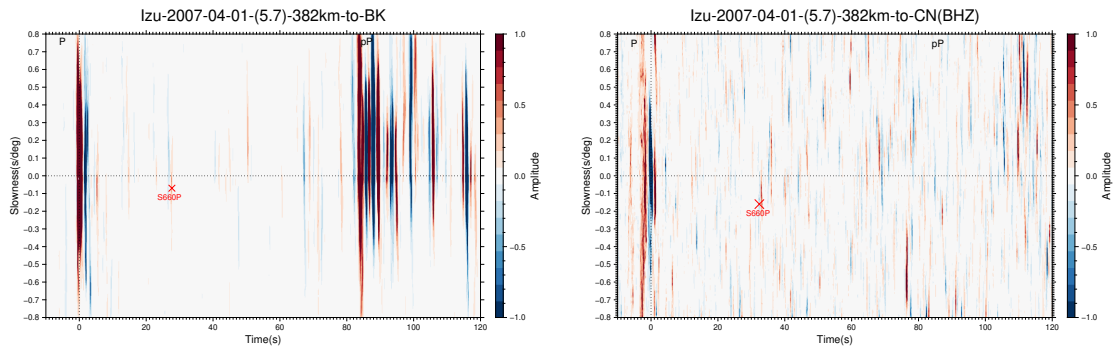 Izu-2007-04-01-(5.7)-382km-to-BK
P
pP
S660P
0.8
0.7
0.6
0.5
0.4
0.3
0.2
0.1
0.0
−0.1
−0.2
−0.3
−0.4
−0.5
−0.6
−0.7
−0.8
Slowness(s/deg)
0 20 40 60 80 100 120
Time(s)
1.0
0.5
0.0
−0.5
−1.0
Amplitude
Izu-2007-04-01-(5.7)-382km-to-CN(BHZ)
P
pP
S660P
0.8
0.7
0.6
0.5
0.4
0.3
0.2
0.1
0.0
−0.1
−0.2
−0.3
−0.4
−0.5
−0.6
−0.7
−0.8
Slowness(s/deg)
0 20 40 60 80 100 120
Time(s)
1.0
0.5
0.0
−0.5
−1.0
Amplitude